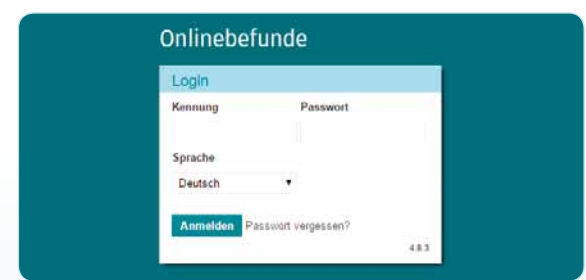 Onlinebefunde
Login
Kennung Passwort
Sprache
Deutsch
Anmelden Passwort vergessen?
4.8.3